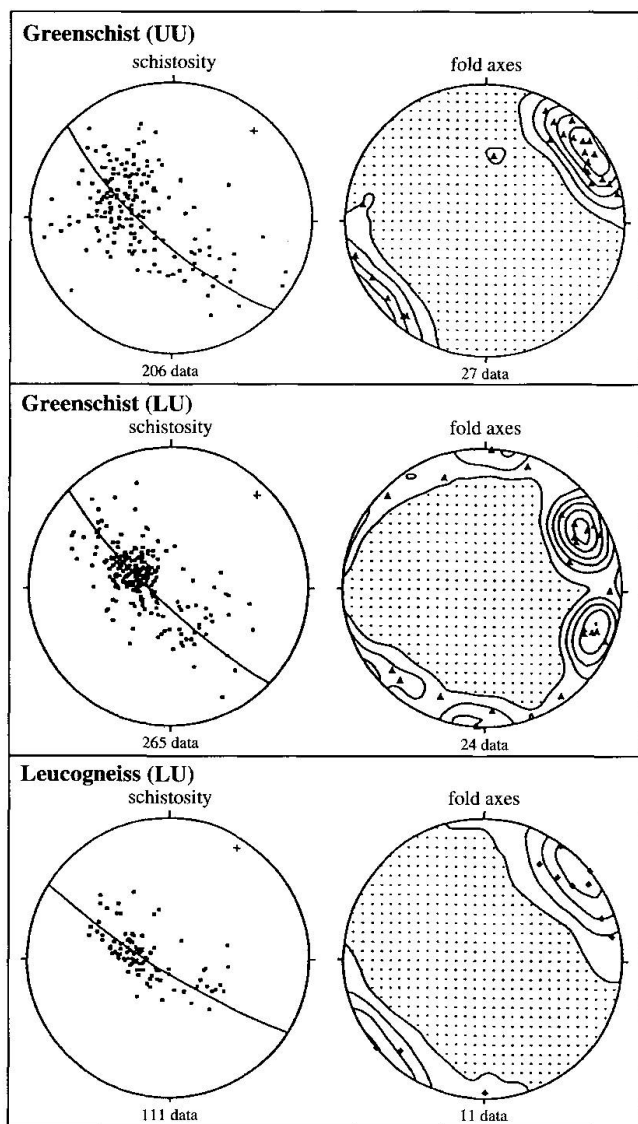 Greenschist (UU)
schistosity
fold axes
206 data
27 data
Greenschist (LU)
schistosity
fold axes
265 data
24 data
Leucogneiss (LU)
schistosity
fold axes
111 data
11 data